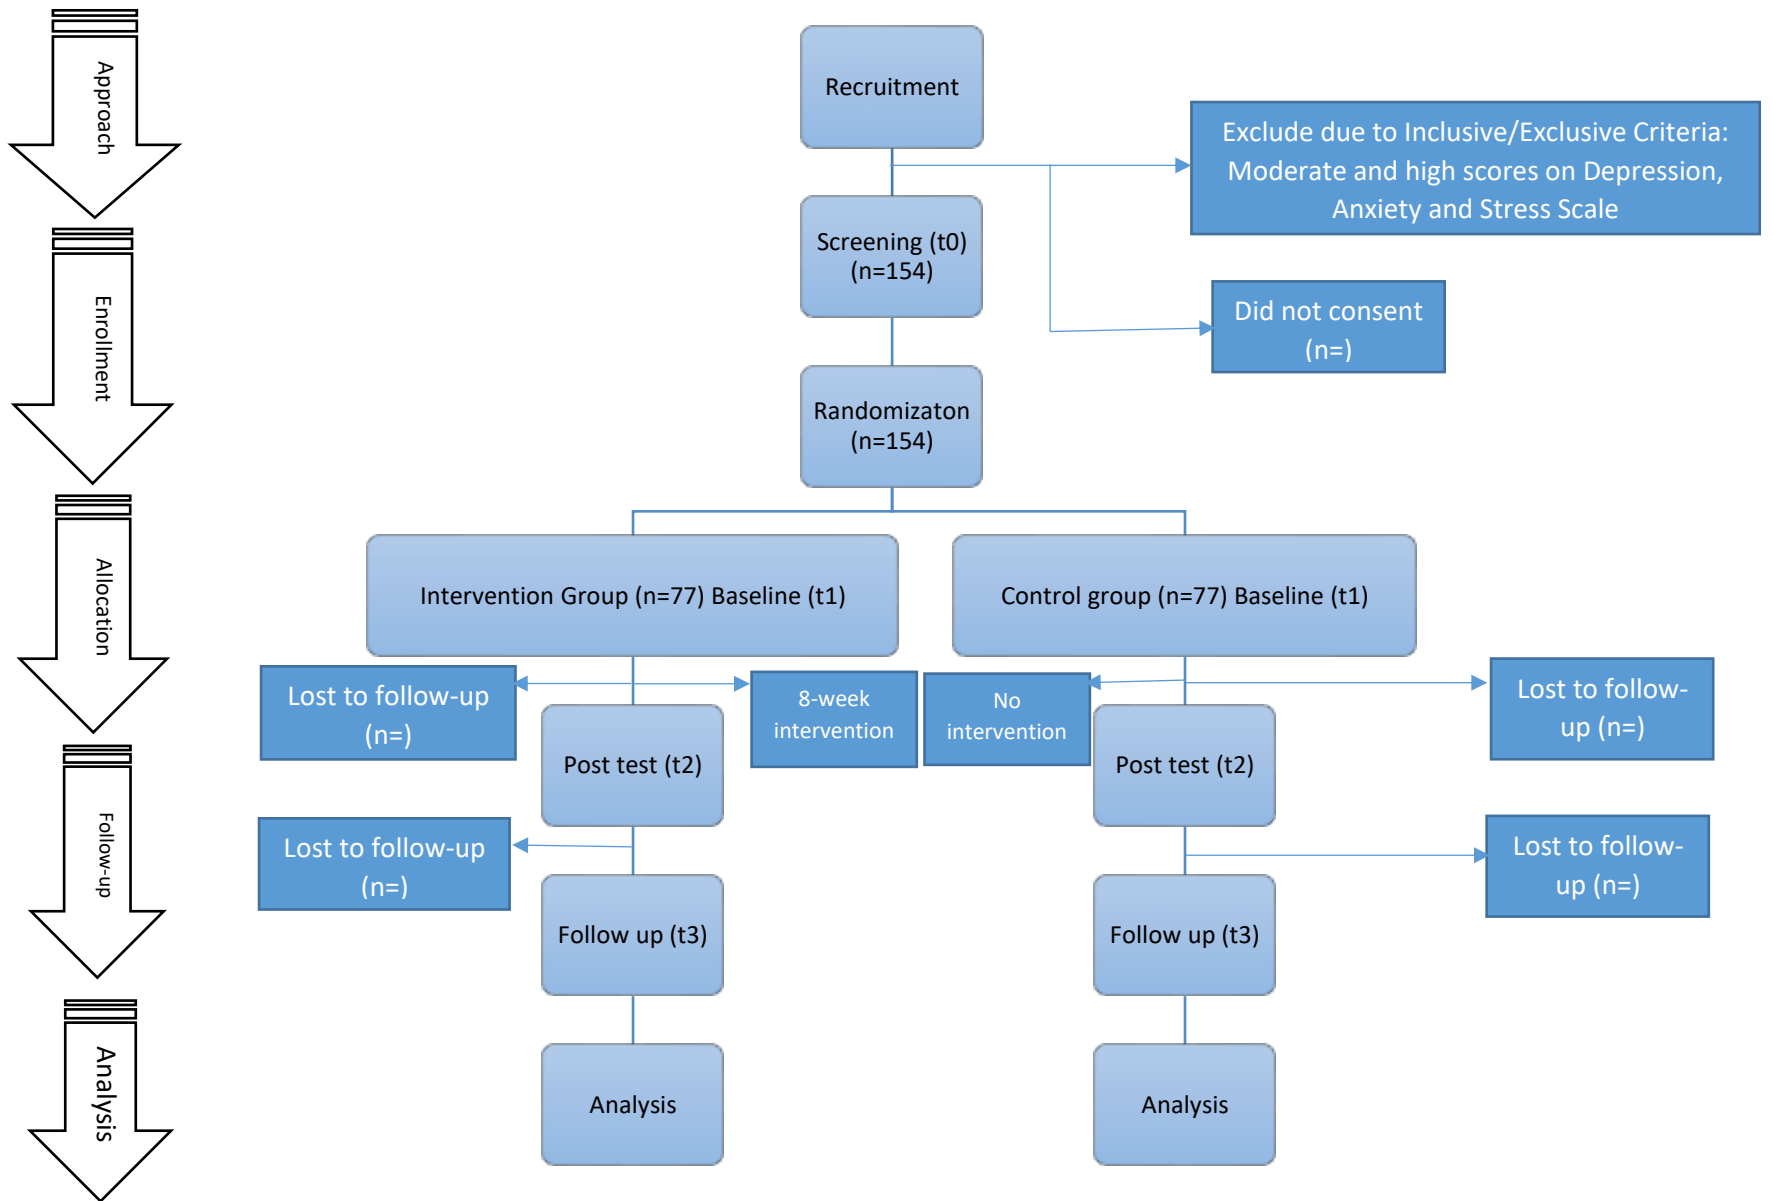 Approach
Recruitment
Exclude due to Inclusive/Exclusive Criteria:
Moderate and high scores on Depression,
Anxiety and Stress Scale
Screening (t0)
(n=154)
Enrollment
Did not consent
(n=)
Randomizaton
(n=154)
Allocation
Intervention Group (n=77) Baseline (t1)
Control group (n=77) Baseline (t1)
Lost to follow-up
(n=)
8-week
intervention
No
intervention
Lost to follow-
up (n=)
Post test (t2)
Post test (t2)
Follow-up
Lost to follow-up
(n=)
Lost to follow-
up (n=)
Follow up (t3)
Follow up (t3)
Analysis
Analysis
Analysis